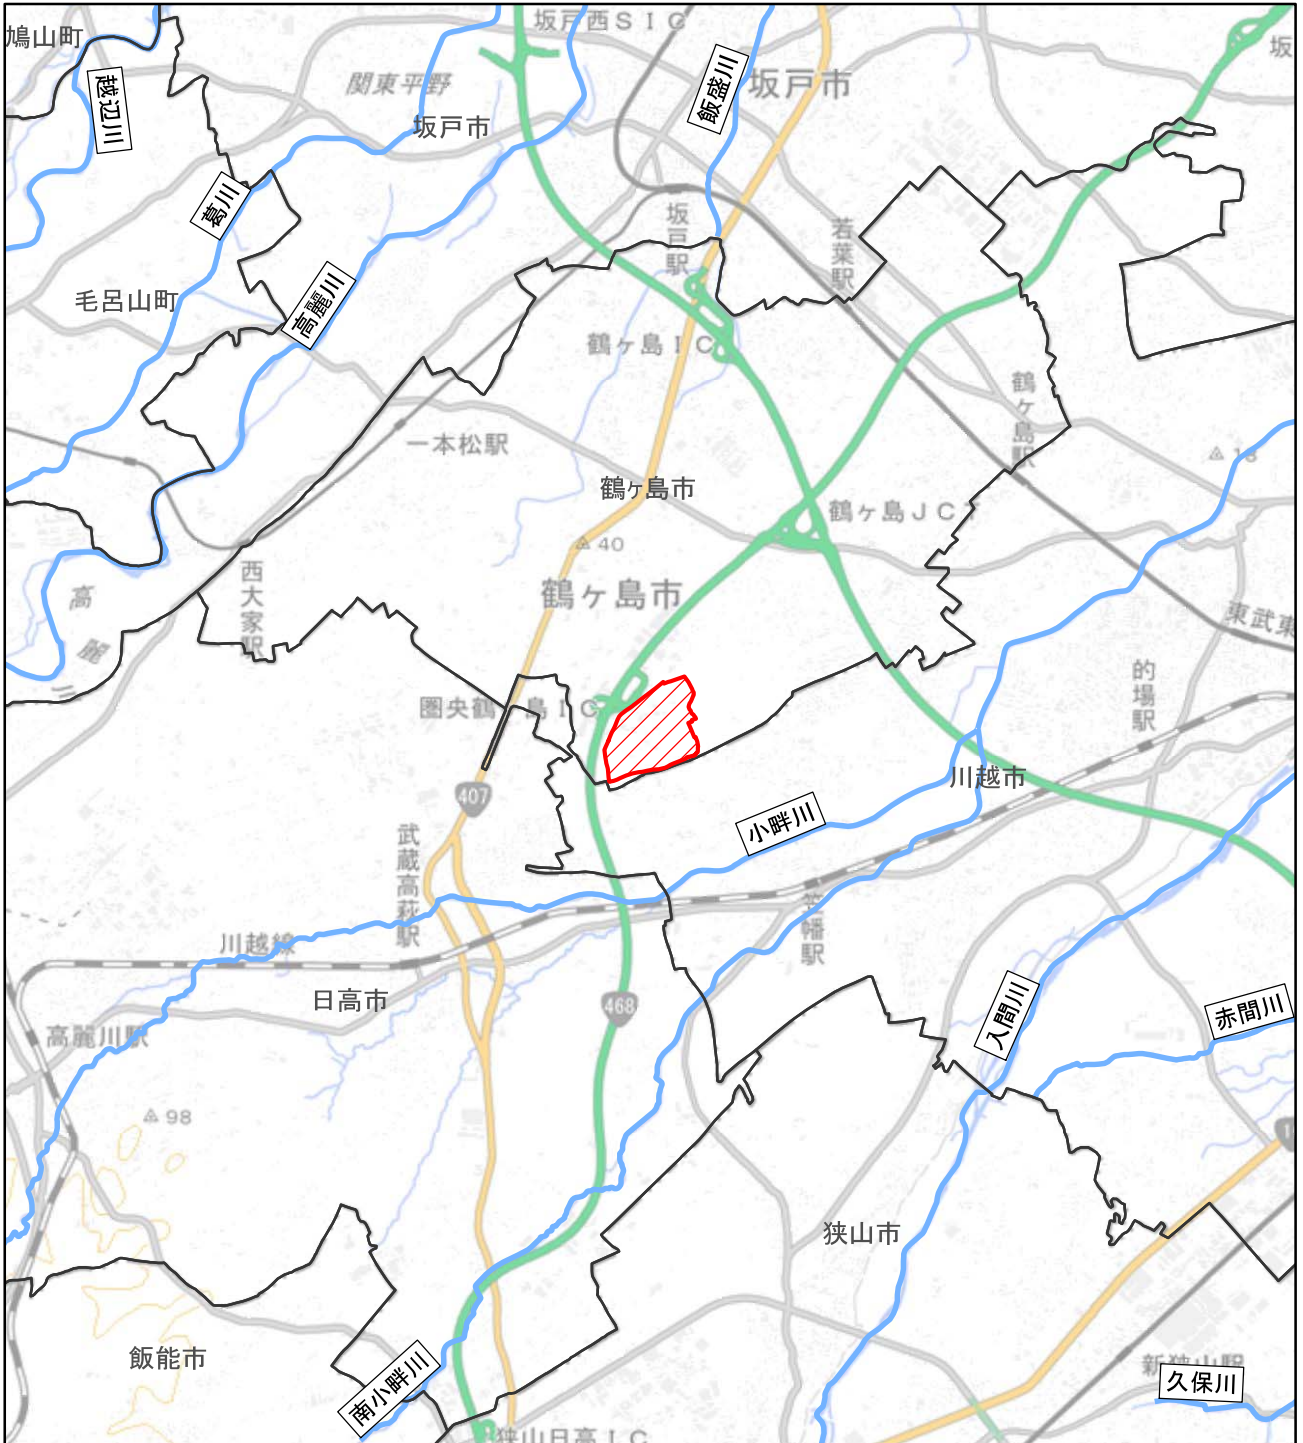 鳩山町
坂戸西SIC
坂
越辺川
関東平野
飯盛川
坂戸市
坂戸市
葛川
坂戸駅
若葉駅
毛呂山町
高麗川
鶴ヶ島IC
鶴ヶ島駅
一本松駅
18
鶴ヶ島市
鶴ヶ島JCT
40
西大家駅
鶴ヶ島市
高麗川
東武東
的場駅
圏央鶴ヶ島IC
川越市
407
小畔川
武蔵高萩駅
笠幡駅
川越線
日高市
468
入間川
赤間川
高麗川駅
98
狭山市
飯能市
新狭山駅
久保川
南小畔川
狭山日高IC